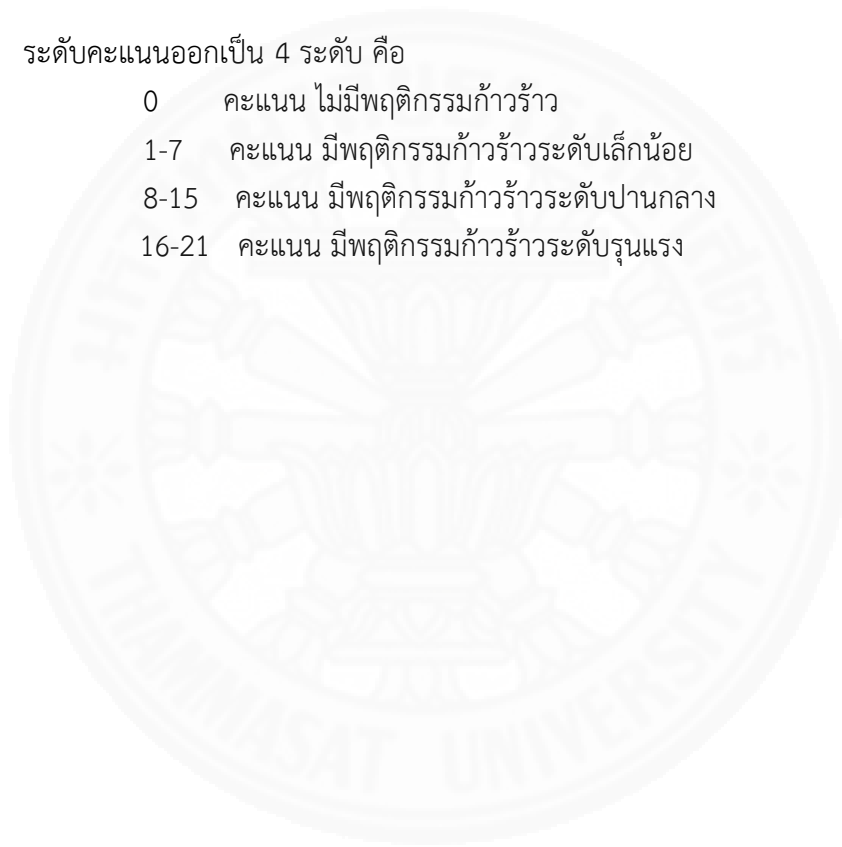 ระดับคะแนนออกเป็น 4 ระดับ คือ
0 คะแนน ไม่มีพฤติกรรมก้าวร้าว
1-7 คะแนน มีพฤติกรรมก้าวร้าวระดับเล็กน้อย
8-15 คะแนน มีพฤติกรรมก้าวร้าวระดับปานกลาง
16-21 คะแนน มีพฤติกรรมก้าวร้าวระดับรุนแรง
THAMMASAT UNIVERSITY